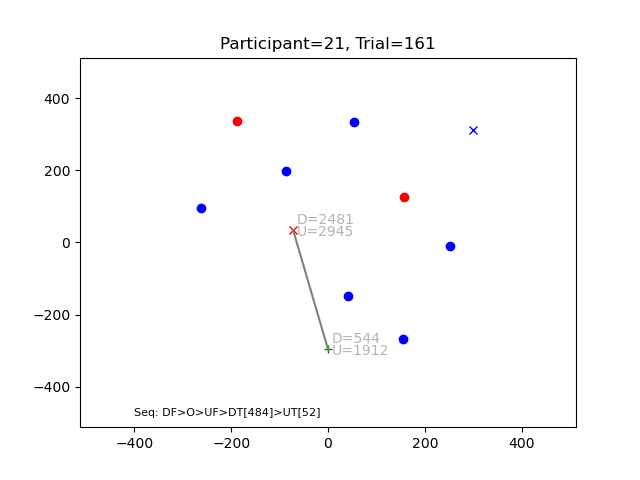 Participant=21, Trial=161
400
200
0
−200
−400
D=2481
U=2945
D=544
U=1912
Seq: DF>O>UF>DT[484]>UT[52]
−400
−200
0
200
400